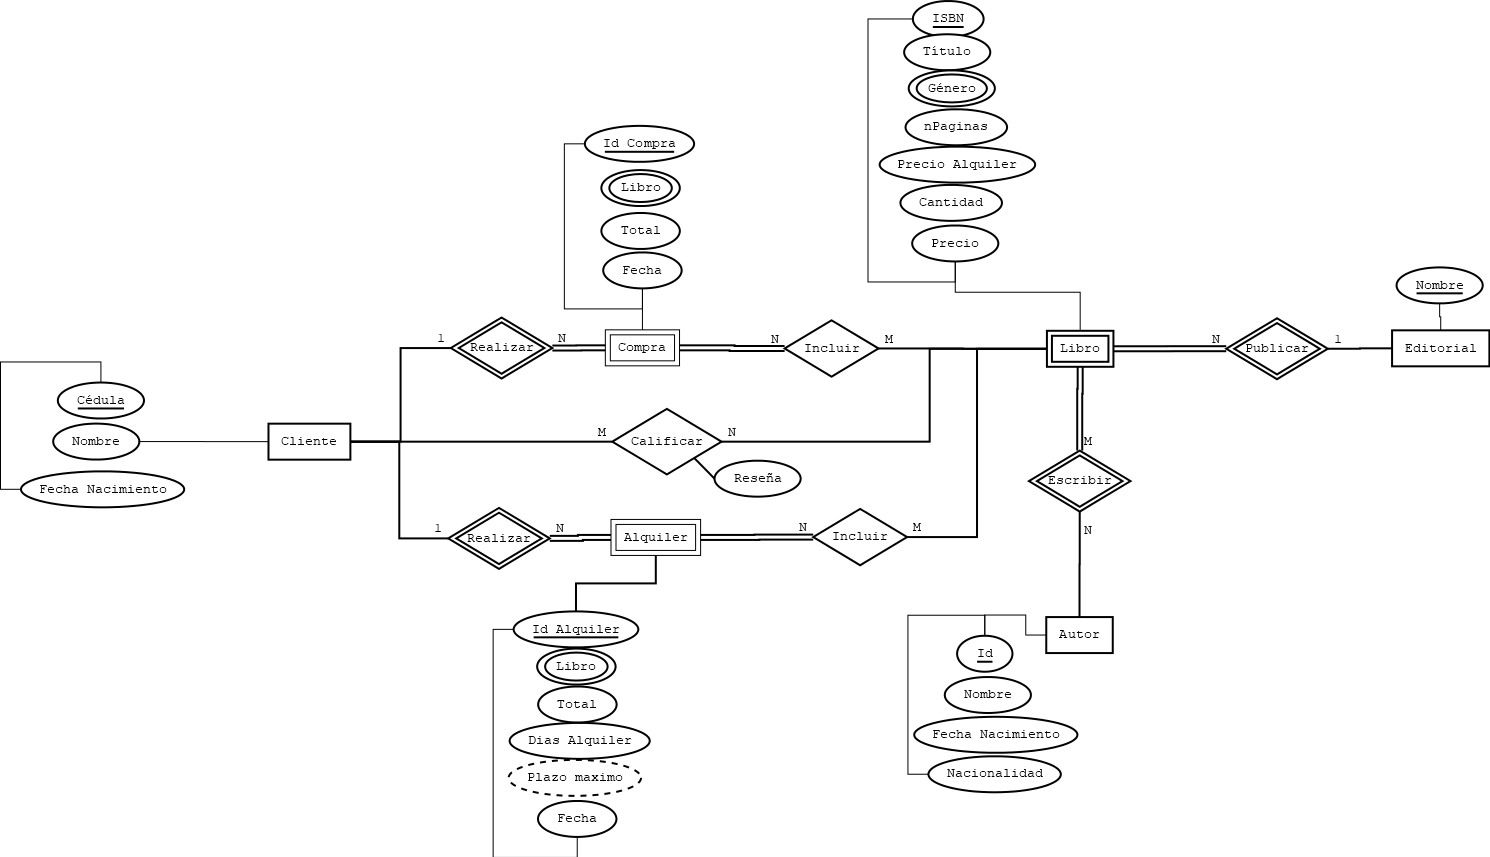 ISBN
Título
Género
nPaginas
Precio Alquiler
Cantidad
Precio
Id Compra
Libro
Total
Fecha
Nombre
1
Realizar
N
Compra
N
Incluir
M
Libro
N
Publicar
1
Editorial
Cédula
Nombre
Fecha Nacimiento
Cliente
M
Calificar
N
Reseña
M
Escribir
N
1
Realizar
N
Alquiler
N
Incluir
M
Id Alquiler
Libro
Total
Dias Alquiler
Plazo maximo
Fecha
Autor
Id
Nombre
Fecha Nacimiento
Nacionalidad